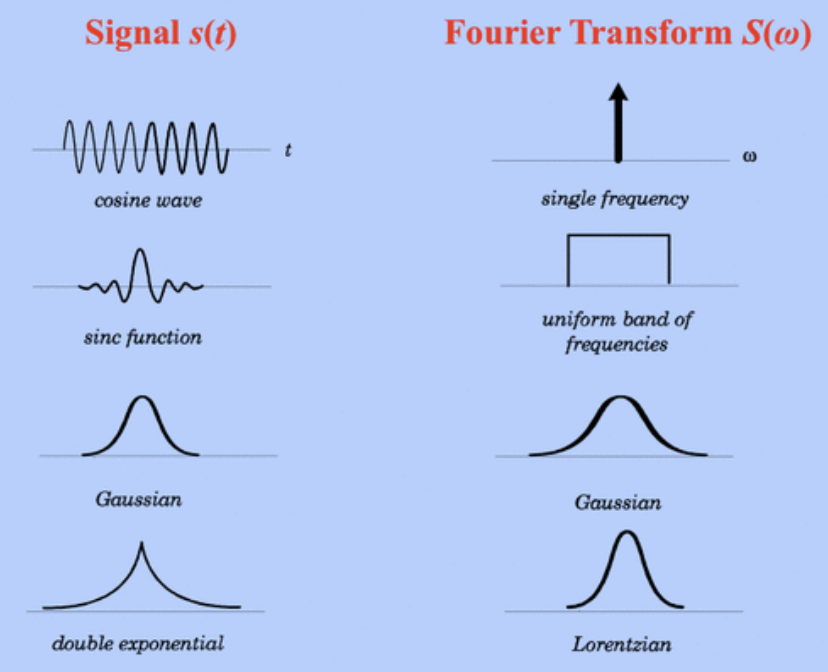 Signal s(t)
Fourier Transform S(ω)
t
ω
cosine wave
single frequency
sinc function
uniform band of
frequencies
Gaussian
Gaussian
double exponential
Lorentzian